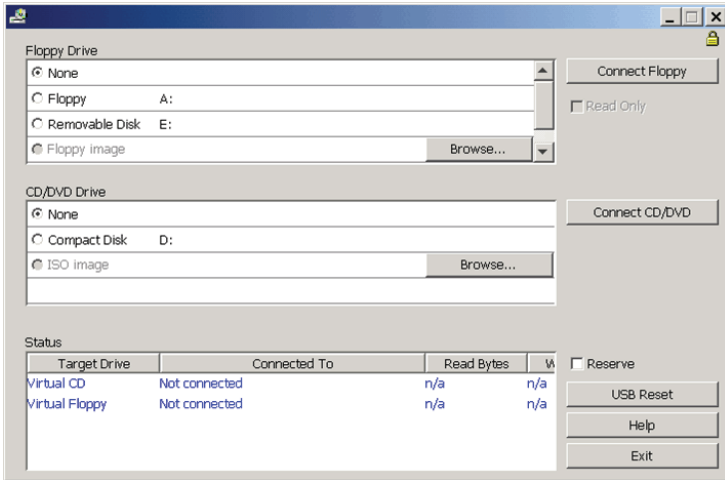 Floppy Drive
None
Connect Floppy
Floppy A:
Read Only
Removable Disk E:
Floppy image Browse...
CD/DVD Drive
None
Connect CD/DVD
Compact Disk D:
ISO image Browse...
Status
Target Drive Connected To Read Bytes W
Reserve
Virtual CD Not connected n/a n/a
USB Reset
Virtual Floppy Not connected n/a n/a
Help
Exit